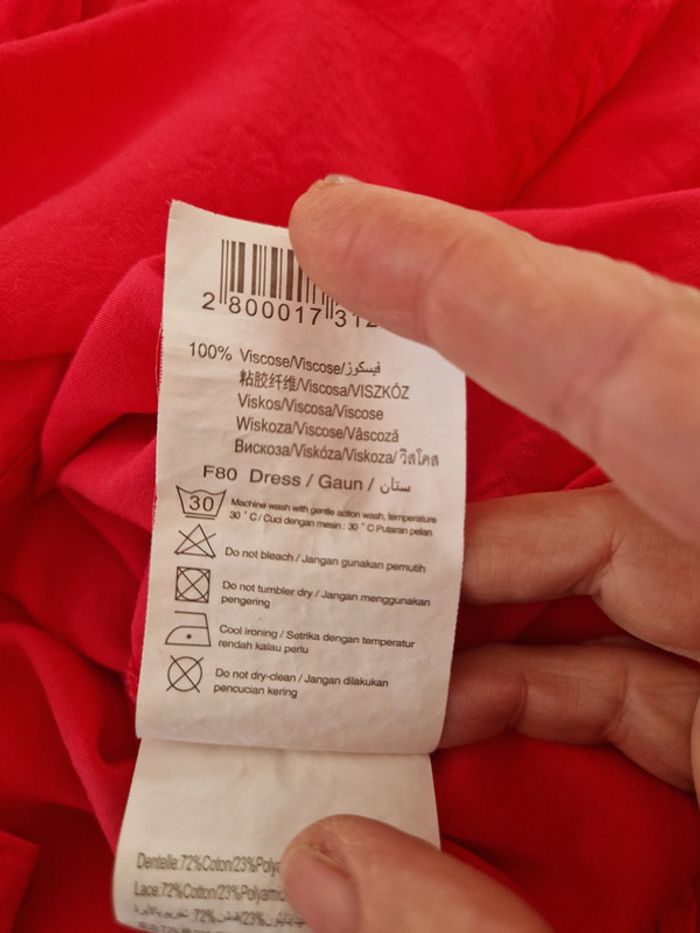 2 800017 31
100% Viscose/Viscose/فيسكوز
粘胶纤维/Viscosa/VISZKÓZ
Viskos/Viscosa/Viscose
Wiskoza/Viscose/Vâscoză
Вискоза/Viskóza/Viskoza/วิสโคส
F80 Dress / Gaun / ستان
30 Machine wash with gentle action wash, temperature
30 ° C / Cuci dengan mesin : 30 ° C Putaran pelan
Do not bleach / Jangan gunakan pemutih
Do not tumbler dry / Jangan menggunakan
pengering
Cool ironing / Setrika dengan temperatur
rendah kalau perlu
Do not dry-clean / Jangan dilakukan
pencucian kering
Dentelle:72%Coton/23%Polya
Lace:72%Cotton/23%Polyamid